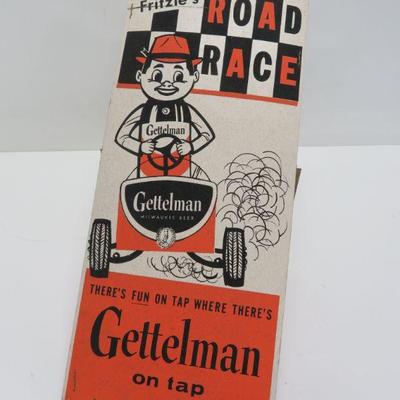 Fritzie's
ROAD
RACE
Gettelman
Gettelman
MILWAUKEE BEER
THERE'S FUN ON TAP WHERE THERE'S
Gettelman
on tap